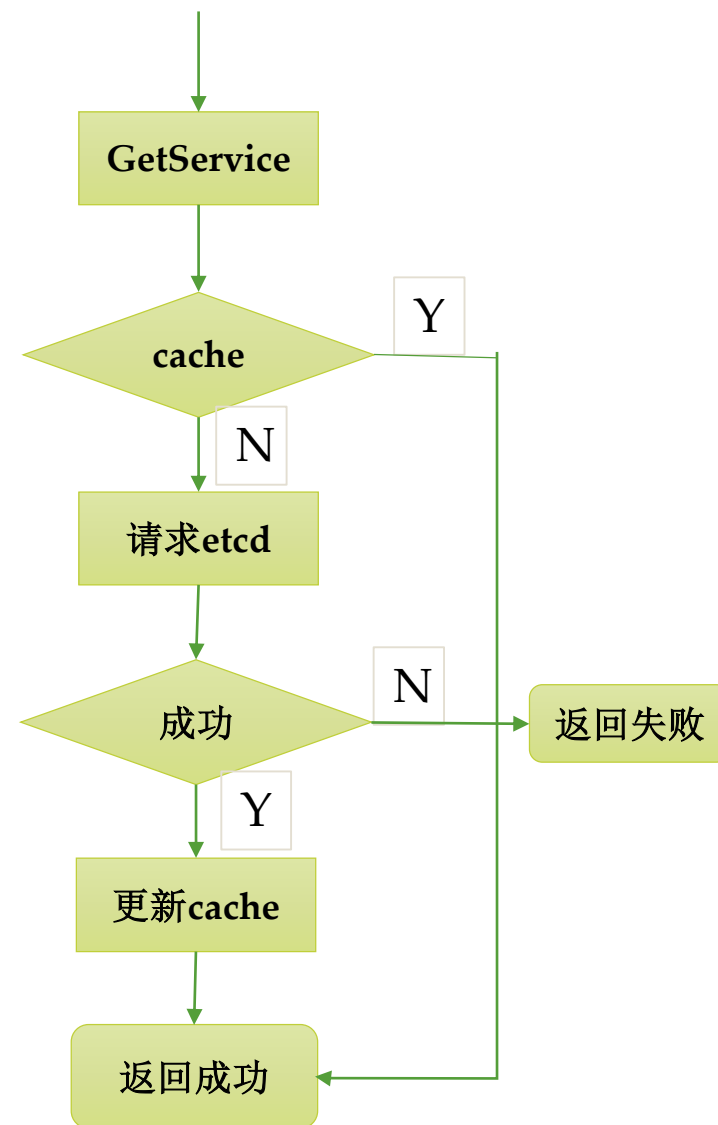 GetService
Y
cache
N
请求etcd
N
成功
返回失败
Y
更新cache
返回成功